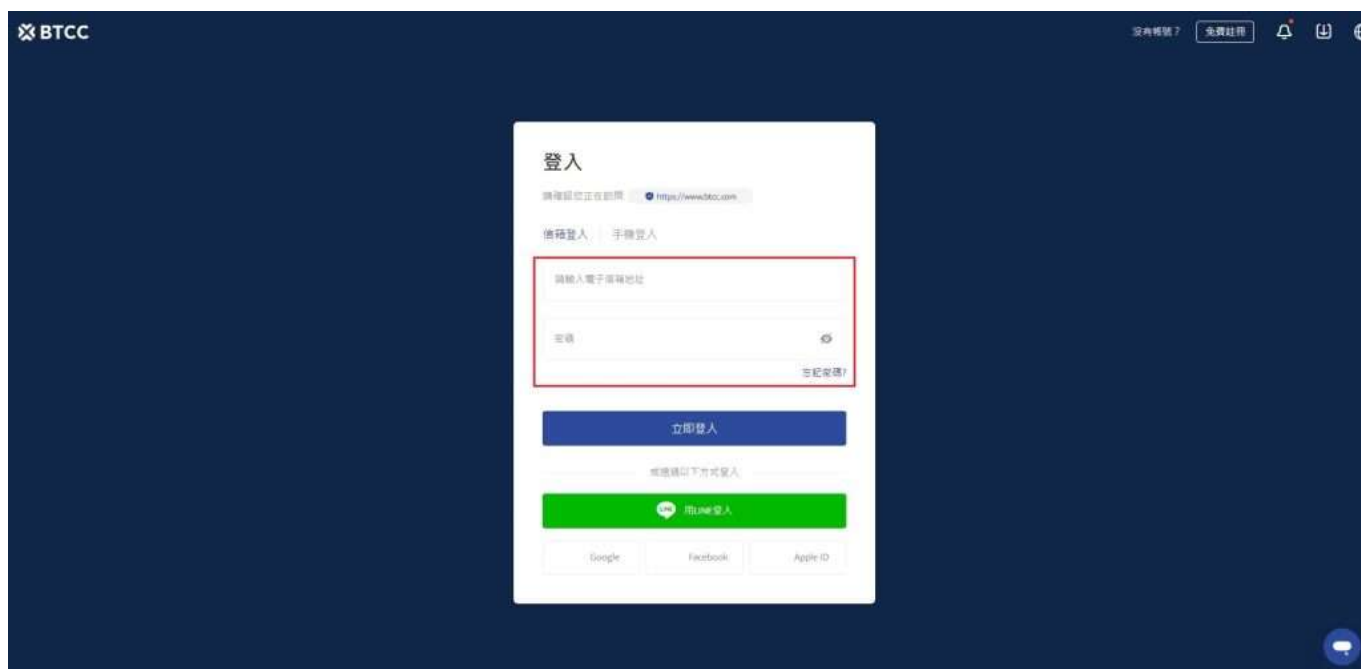 BTCC
沒有帳號？ 免費註冊
登入
請確認您正在訪問 https://www.btcc.com
信箱登入 手機登入
請輸入電子信箱地址
密碼
忘記密碼?
立即登入
或透過以下方式登入
LINE 用LINE登入
Google Facebook Apple ID